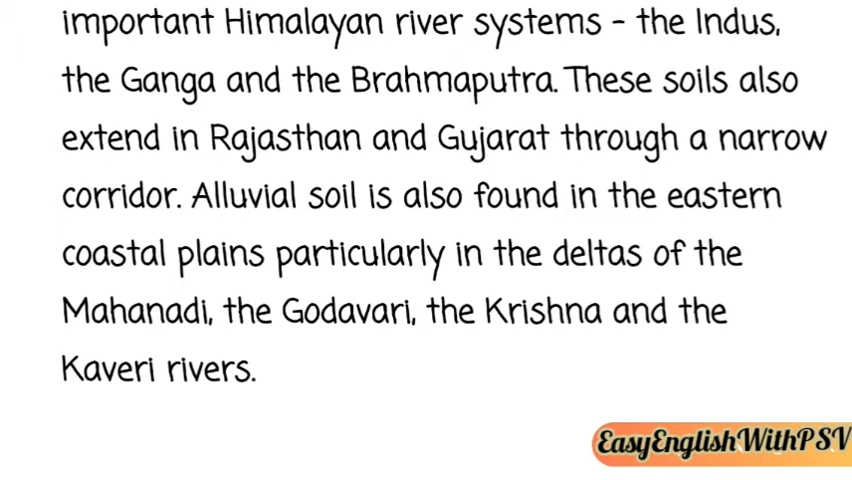 important Himalayan river systems - the Indus,
the Ganga and the Brahmaputra. These soils also
extend in Rajasthan and Gujarat through a narrow
corridor. Alluvial soil is also found in the eastern
coastal plains particularly in the deltas of the
Mahanadi, the Godavari, the Krishna and the
Kaveri rivers.
EasyEnglishWithPSV